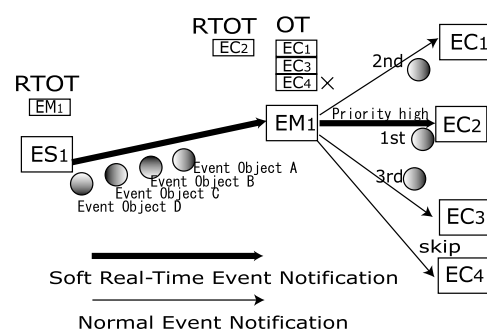 RTOT
OT
EC2
EC1
EC3
EC4
EC1
2nd
RTOT
EM1
EM1
Priority high
1st
EC2
ES1
Event Object A
Event Object B
Event Object C
Event Object D
3rd
EC3
skip
EC4
Soft Real-Time Event Notification
Normal Event Notification